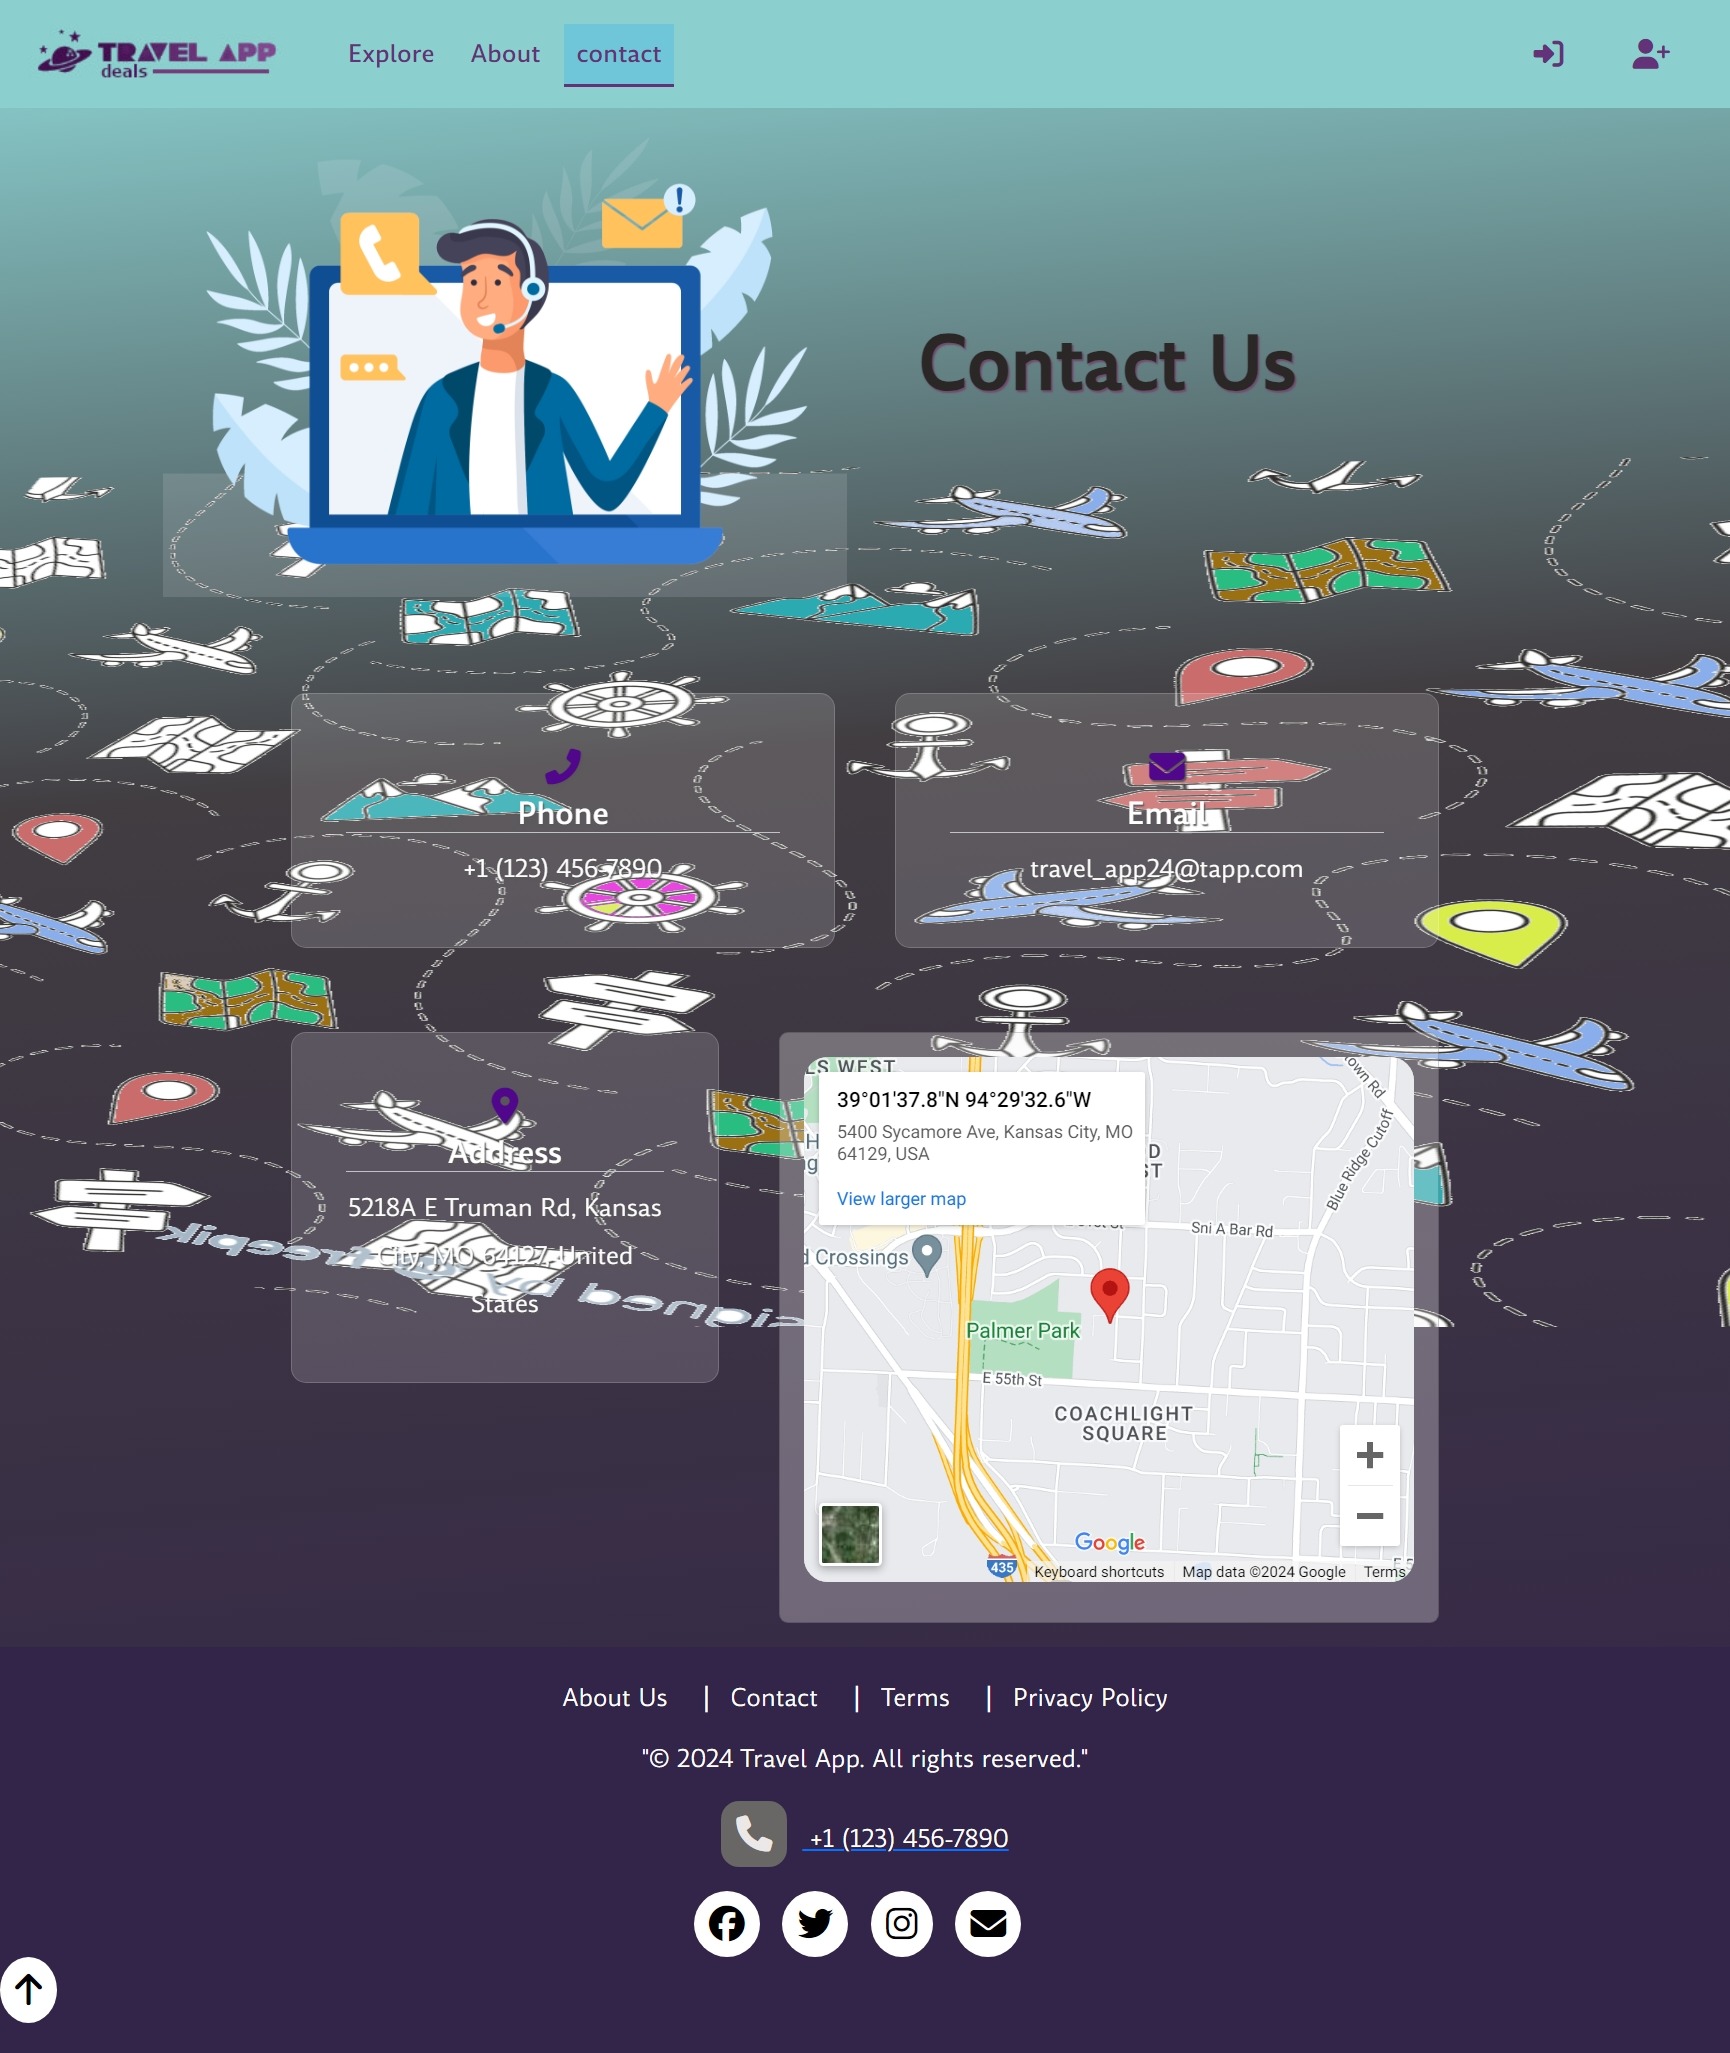 TRAVEL APP
deals
Explore
About
contact
Contact Us
Phone
+1 (123) 456-7890
Email
travel_app24@tapp.com
Address
5218A E Truman Rd, Kansas
City, MO 64127, United
States
LS WEST
39°01'37.8"N 94°29'32.6"W
5400 Sycamore Ave, Kansas City, MO
64129, USA
View larger map
town Rd
Blue Ridge Cutoff
Sni A Bar Rd
d Crossings
Palmer Park
E 55th St
COACHLIGHT
SQUARE
Google
435
Keyboard shortcuts
Map data ©2024 Google
Terms
About Us | Contact | Terms | Privacy Policy
"© 2024 Travel App. All rights reserved."
+1 (123) 456-7890